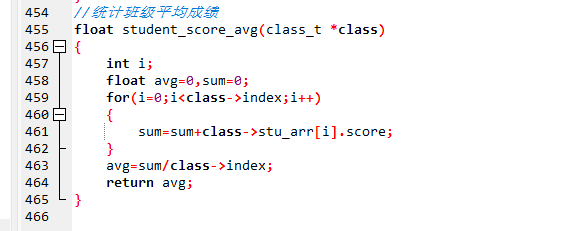 454 //统计班级平均成绩
455 float student_score_avg(class_t *class)
456 {
457 int i;
458 float avg=0,sum=0;
459 for(i=0;i<class->index;i++)
460 {
461 sum=sum+class->stu_arr[i].score;
462 }
463 avg=sum/class->index;
464 return avg;
465 }
466